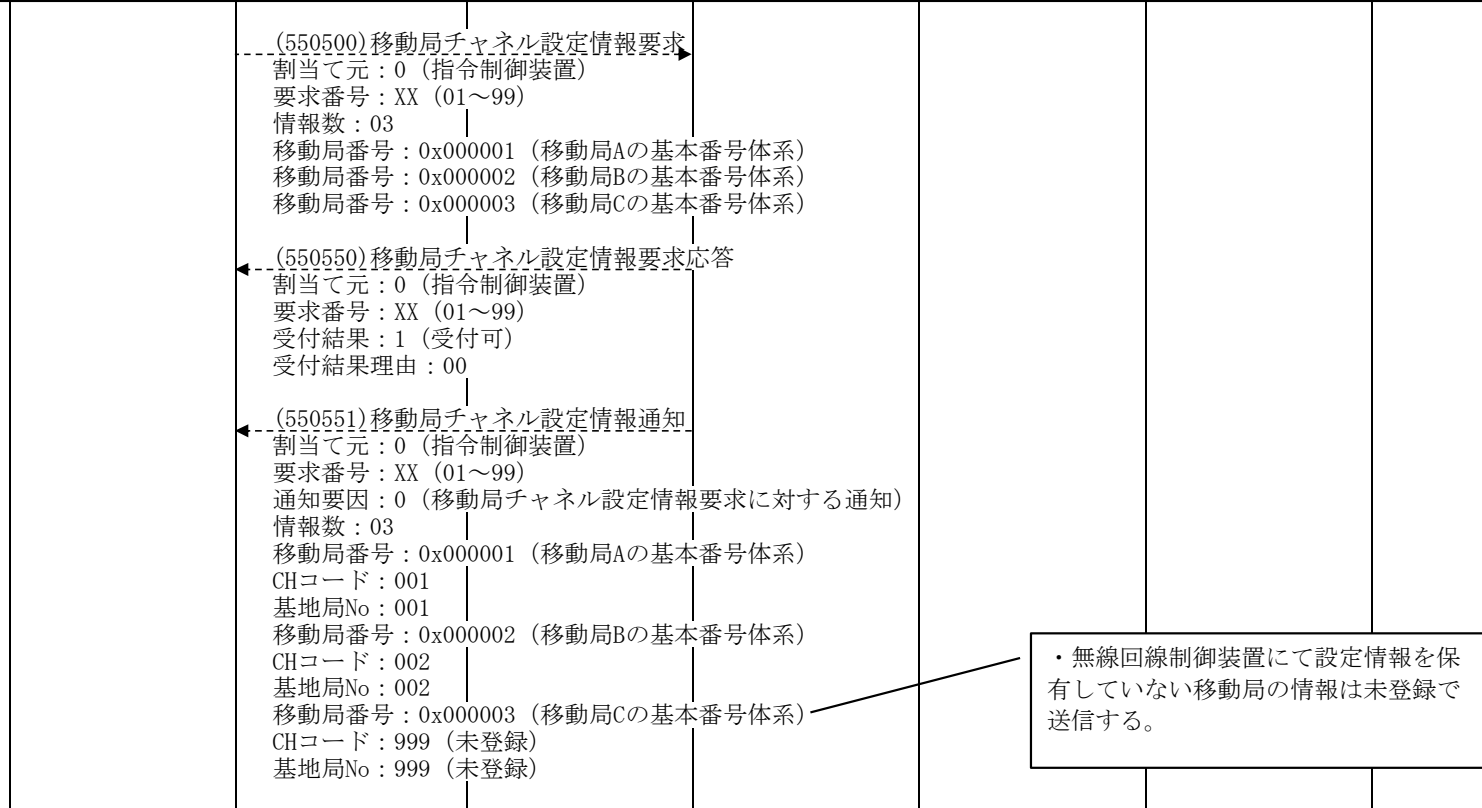 (550500)移動局チャネル設定情報要求
割当て元：0（指令制御装置）
要求番号：XX（01～99）
情報数：03
移動局番号：0x000001（移動局Aの基本番号体系）
移動局番号：0x000002（移動局Bの基本番号体系）
移動局番号：0x000003（移動局Cの基本番号体系）
(550550)移動局チャネル設定情報要求応答
割当て元：0（指令制御装置）
要求番号：XX（01～99）
受付結果：1（受付可）
受付結果理由：00
(550551)移動局チャネル設定情報通知
割当て元：0（指令制御装置）
要求番号：XX（01～99）
通知要因：0（移動局チャネル設定情報要求に対する通知）
情報数：03
移動局番号：0x000001（移動局Aの基本番号体系）
CHコード：001
基地局No：001
移動局番号：0x000002（移動局Bの基本番号体系）
CHコード：002
基地局No：002
移動局番号：0x000003（移動局Cの基本番号体系）
CHコード：999（未登録）
基地局No：999（未登録）
・無線回線制御装置にて設定情報を保
有していない移動局の情報は未登録で
送信する。